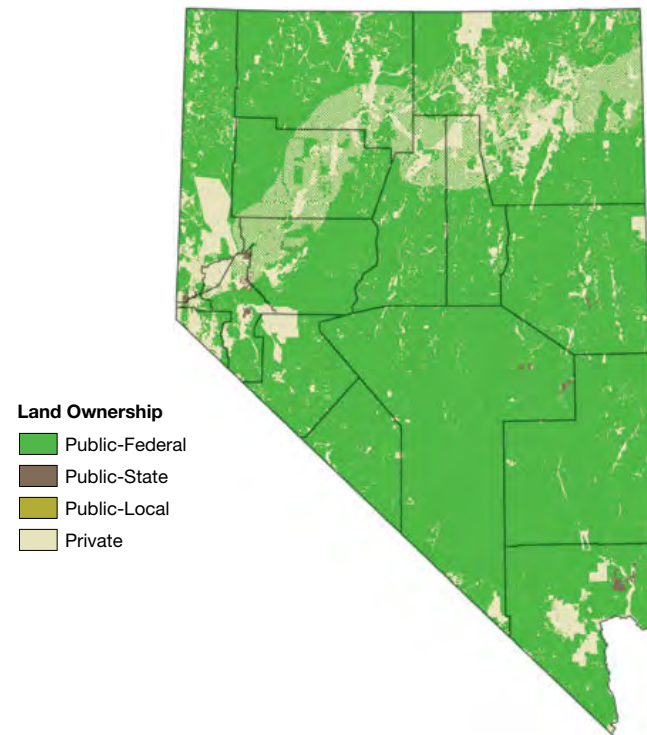 Land Ownership
Public-Federal
Public-State
Public-Local
Private